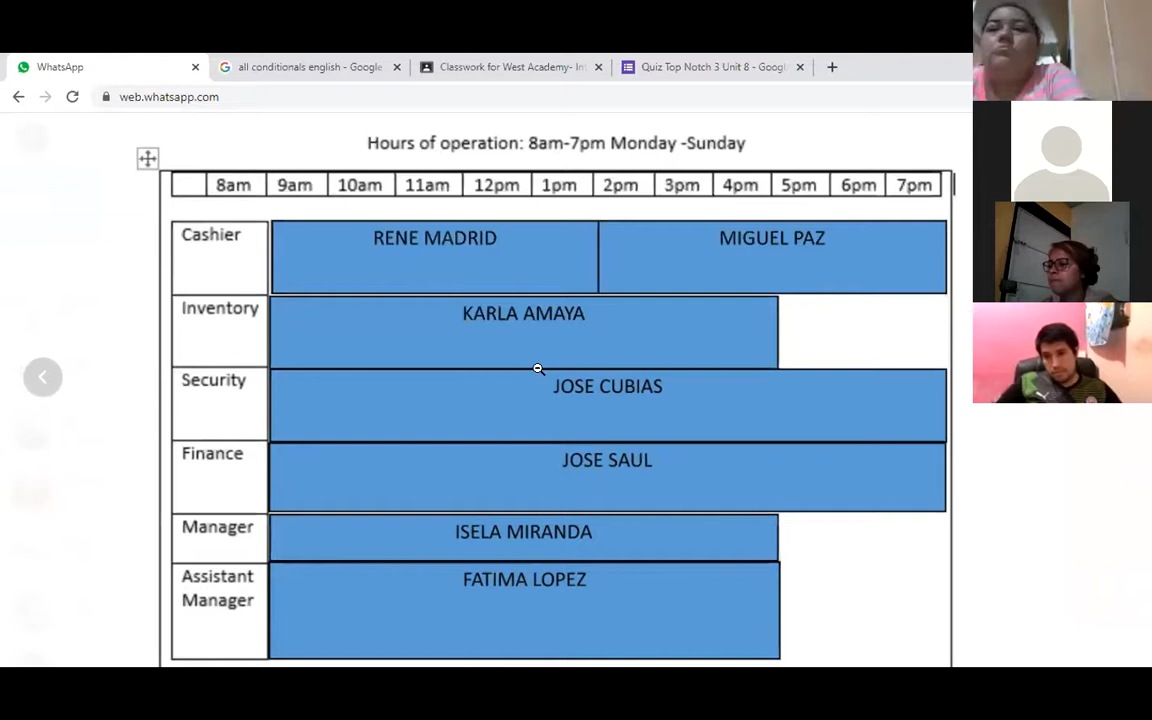 WhatsApp
all conditionals english - Google
Classwork for West Academy- Int
Quiz Top Notch 3 Unit 8 - Googl
web.whatsapp.com
Hours of operation: 8am-7pm Monday -Sunday
8am 9am 10am 11am 12pm 1pm 2pm 3pm 4pm 5pm 6pm 7pm
Cashier RENE MADRID MIGUEL PAZ
Inventory KARLA AMAYA
Security JOSE CUBIAS
Finance JOSE SAUL
Manager ISELA MIRANDA
Assistant FATIMA LOPEZ
Manager